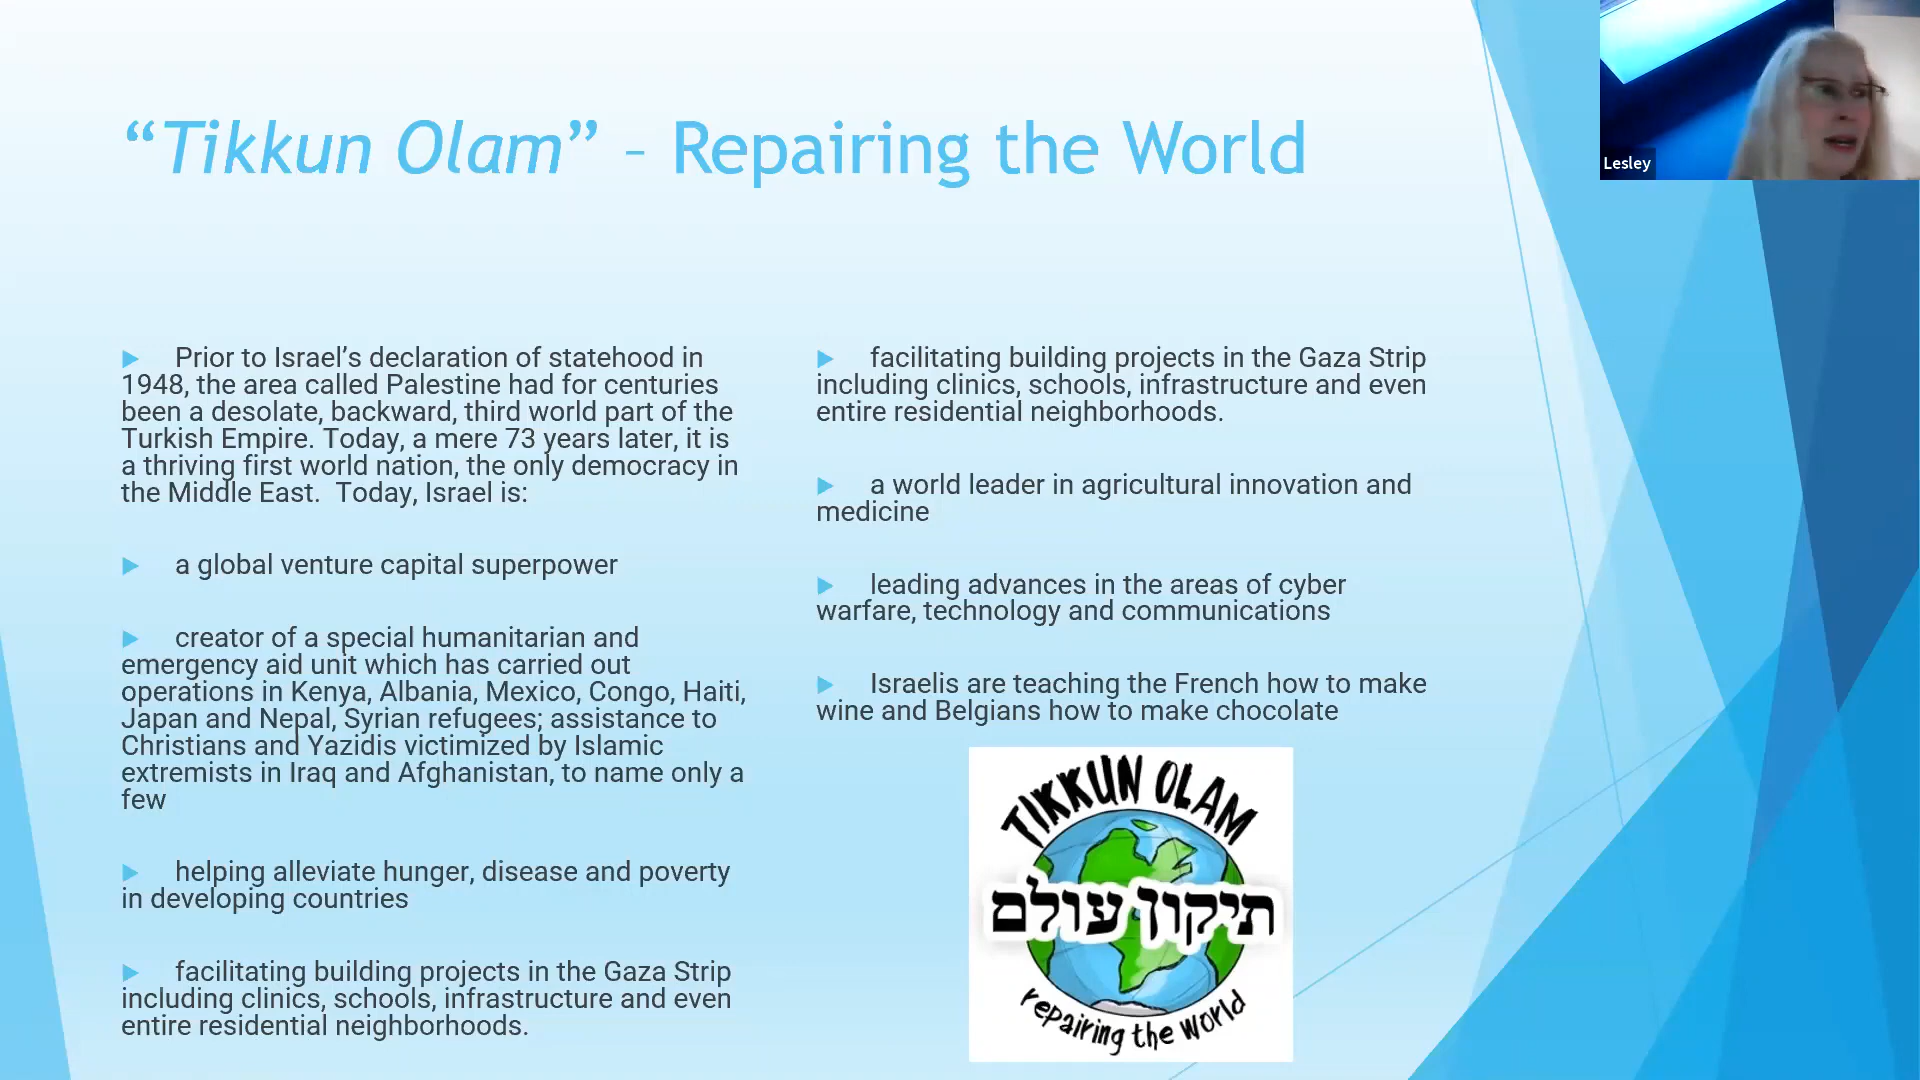 “Tikkun Olam” – Repairing the World
Lesley
Prior to Israel’s declaration of statehood in
1948, the area called Palestine had for centuries
been a desolate, backward, third world part of the
Turkish Empire. Today, a mere 73 years later, it is
a thriving first world nation, the only democracy in
the Middle East.  Today, Israel is:
a global venture capital superpower
creator of a special humanitarian and
emergency aid unit which has carried out
operations in Kenya, Albania, Mexico, Congo, Haiti,
Japan and Nepal, Syrian refugees; assistance to
Christians and Yazidis victimized by Islamic
extremists in Iraq and Afghanistan, to name only a
few
helping alleviate hunger, disease and poverty
in developing countries
facilitating building projects in the Gaza Strip
including clinics, schools, infrastructure and even
entire residential neighborhoods.
facilitating building projects in the Gaza Strip
including clinics, schools, infrastructure and even
entire residential neighborhoods.
a world leader in agricultural innovation and
medicine
leading advances in the areas of cyber
warfare, technology and communications
Israelis are teaching the French how to make
wine and Belgians how to make chocolate
TIKKUN OLAM
תיקון עולם
repairing the world